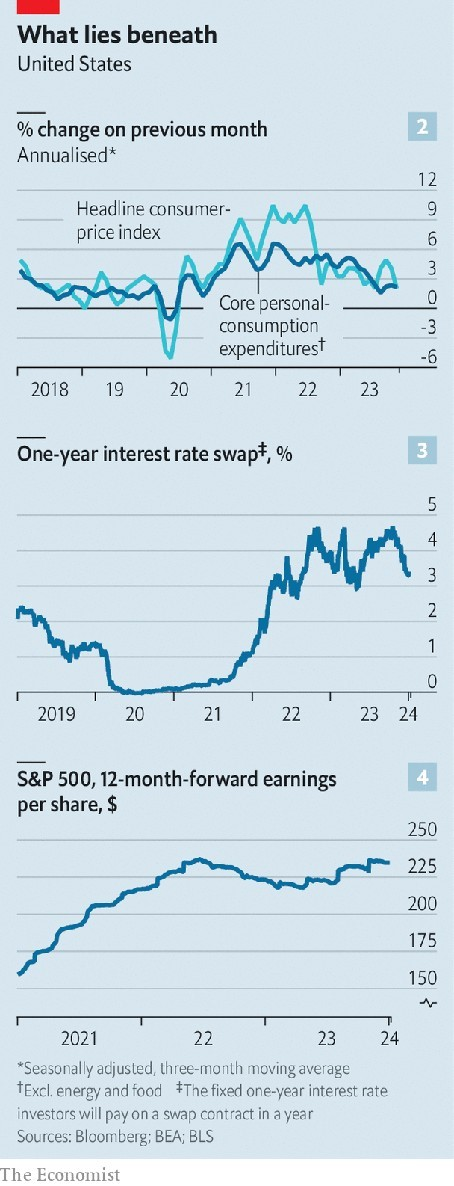 What lies beneath
United States
% change on previous month
2
Annualised*
12
Headline consumer-
price index
9
6
3
Core personal-
consumption
expenditures†
0
-3
-6
2018 19 20 21 22 23
One-year interest rate swap‡, %
3
5
4
3
2
1
0
2019 20 21 22 23 24
S&P 500, 12-month-forward earnings
per share, $
4
250
225
200
175
150
2021 22 23 24
*Seasonally adjusted, three-month moving average
†Excl. energy and food ‡The fixed one-year interest rate
investors will pay on a swap contract in a year
Sources: Bloomberg; BEA; BLS
The Economist